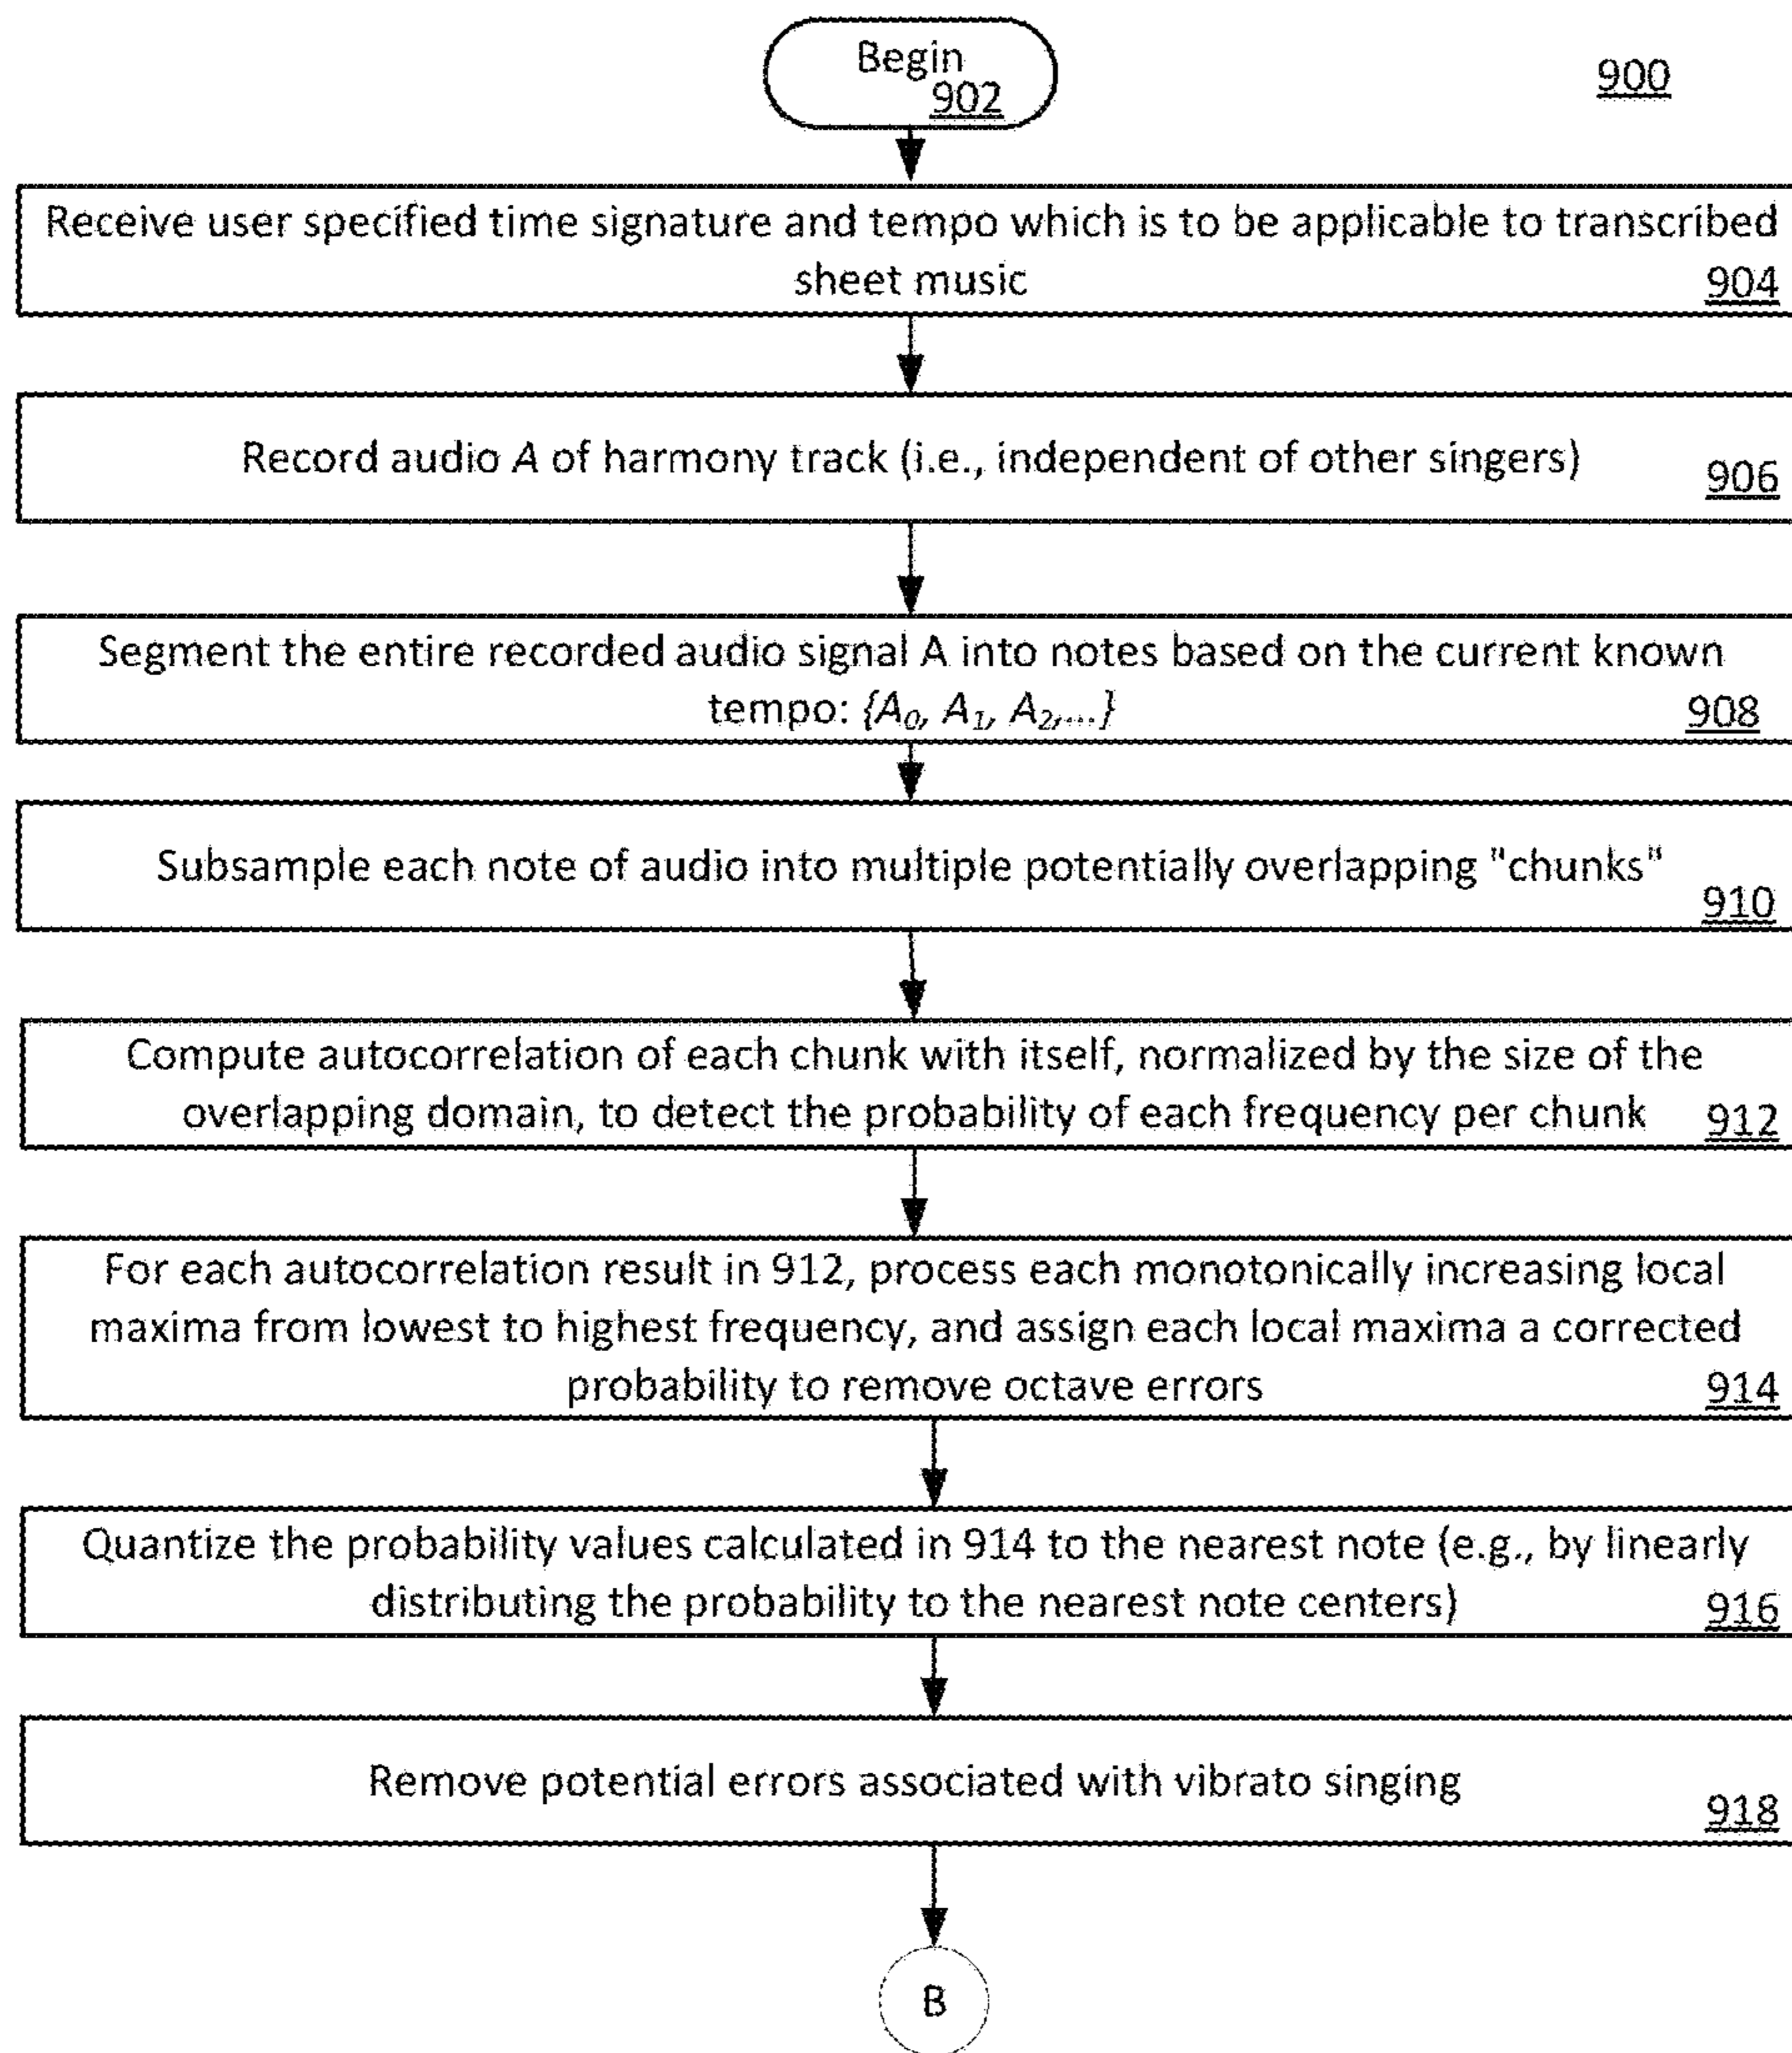 Begin
902
900
Receive user specified time signature and tempo which is to be applicable to transcribed
sheet music
904
Record audio A of harmony track (i.e., independent of other singers)
906
Segment the entire recorded audio signal A into notes based on the current known
tempo: {A0, A1, A2,...}
908
Subsample each note of audio into multiple potentially overlapping "chunks"
910
Compute autocorrelation of each chunk with itself, normalized by the size of the
overlapping domain, to detect the probability of each frequency per chunk
912
For each autocorrelation result in 912, process each monotonically increasing local
maxima from lowest to highest frequency, and assign each local maxima a corrected
probability to remove octave errors
914
Quantize the probability values calculated in 914 to the nearest note (e.g., by linearly
distributing the probability to the nearest note centers)
916
Remove potential errors associated with vibrato singing
918
B